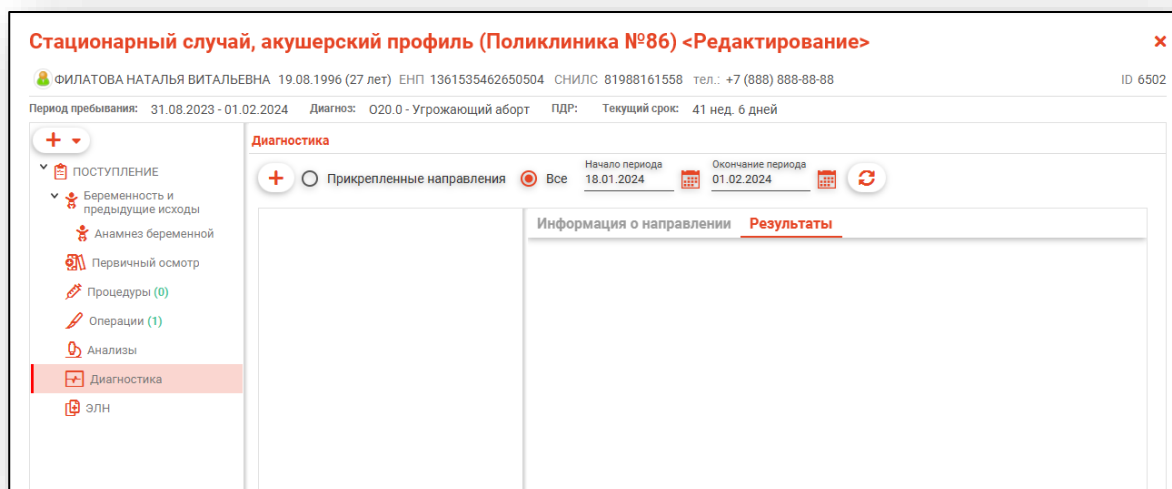 Стационарный случай, акушерский профиль (Поликлиника №86) <Редактирование>
ФИЛАТОВА НАТАЛЬЯ ВИТАЛЬЕВНА 19.08.1996 (27 лет) ЕНП 1361535462650504 СНИЛС 81988161558 тел.: +7 (888) 888-88-88 ID 6502
Период пребывания: 31.08.2023 - 01.02.2024 Диагноз: O20.0 - Угрожающий аборт ПДР: Текущий срок: 41 нед. 6 дней
Диагностика
Начало периода Окончание периода
Прикрепленные направления Все 18.01.2024 01.02.2024
ПОСТУПЛЕНИЕ
Беременность и
предыдущие исходы
Анамнез беременной
Первичный осмотр
Процедуры (0)
Операции (1)
Анализы
Диагностика
ЭЛН
Информация о направлении Результаты